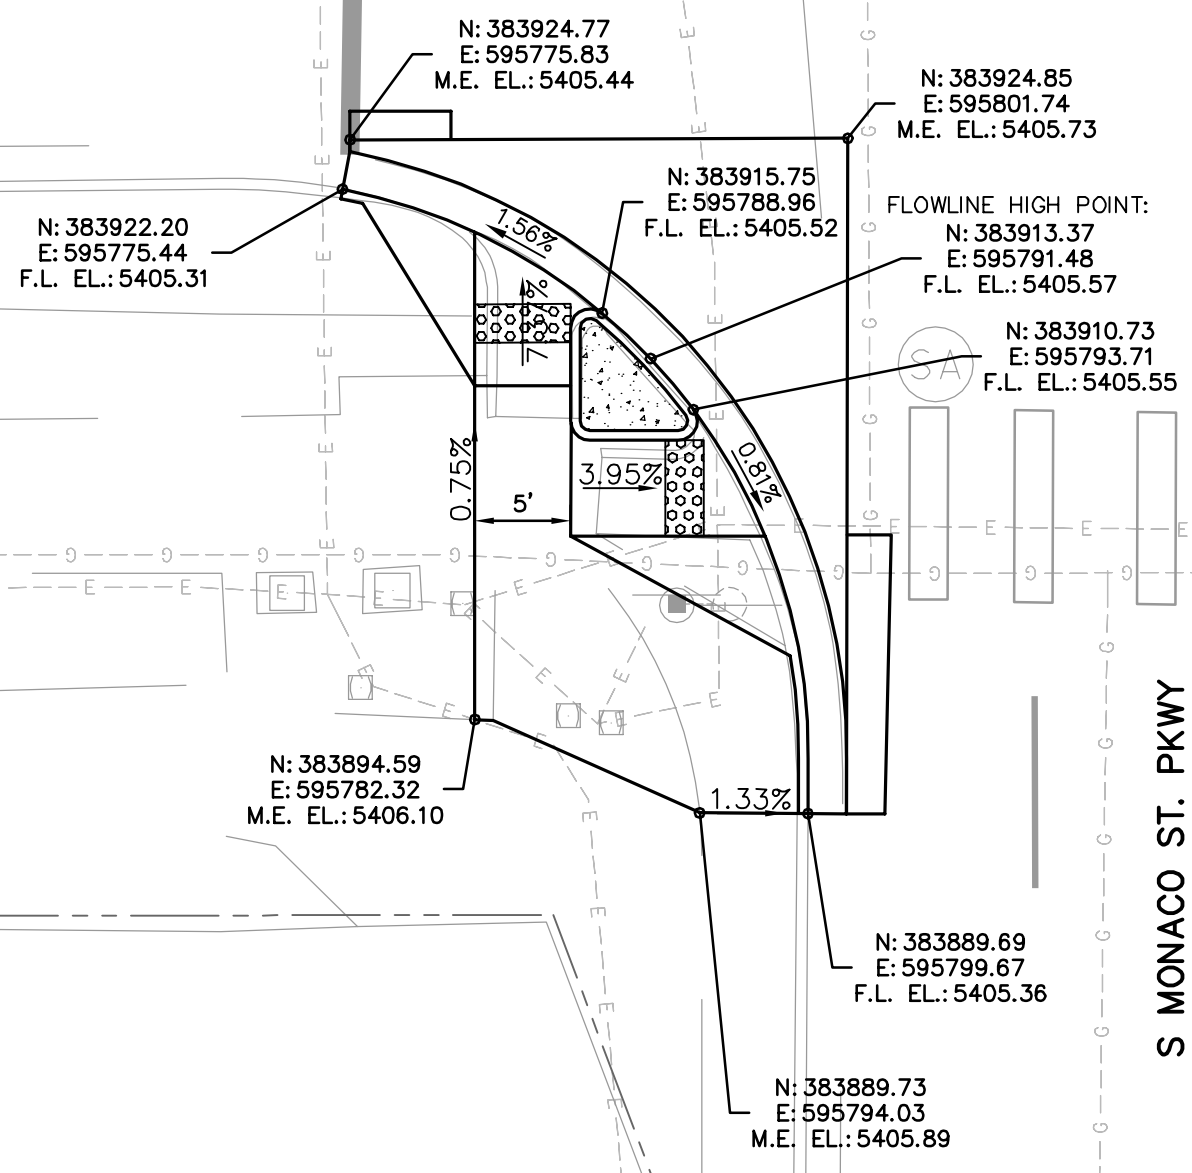 N: 383924.77
E: 595775.83
M.E. EL.: 5405.44
N: 383924.85
E: 595801.74
M.E. EL.: 5405.73
N: 383915.75
E: 595788.96
F.L. EL.: 5405.52
FLOWLINE HIGH POINT:
N: 383913.37
E: 595791.48
F.L. EL.: 5405.57
N: 383922.20
E: 595775.44
F.L. EL.: 5405.31
N: 383910.73
E: 595793.71
F.L. EL.: 5405.55
SA
1.56%
0.75%
3.95%
0.81%
5'
1.33%
N: 383894.59
E: 595782.32
M.E. EL.: 5406.10
S MONACO ST. PKWY
N: 383889.69
E: 595799.67
F.L. EL.: 5405.36
N: 383889.73
E: 595794.03
M.E. EL.: 5405.89